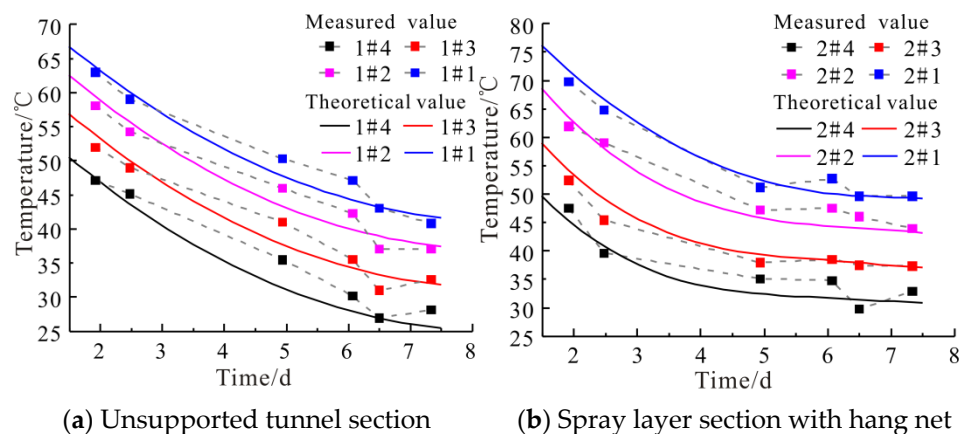 Measured value
1#4 1#3
1#2 1#1
Theoretical value
1#4 1#3
1#2 1#1
70
65
60
55
50
45
40
35
30
25
Temperature/℃
2 3 4 5 6 7 8
Time/d
(a) Unsupported tunnel section
Measured value
2#4 2#3
2#2 2#1
Theoretical value
2#4 2#3
2#2 2#1
80
75
70
65
60
55
50
45
40
35
30
25
Temperature/℃
2 3 4 5 6 7 8
Time/d
(b) Spray layer section with hang net